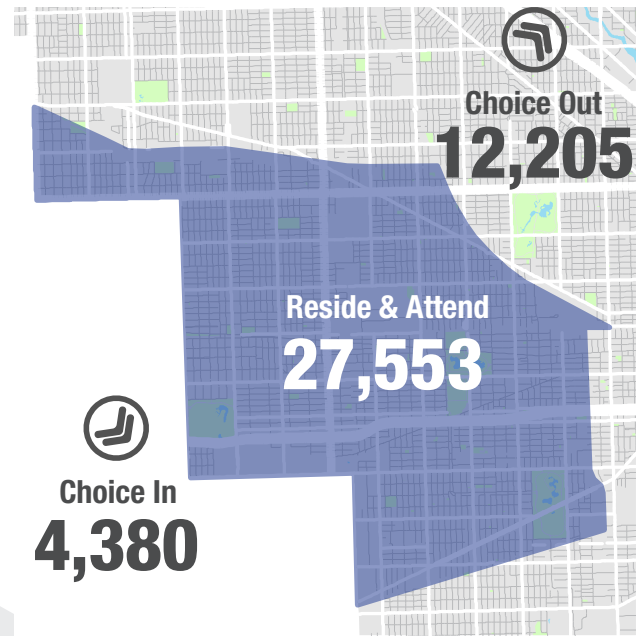 Choice Out
12,205
Reside & Attend
27,553
Choice In
4,380